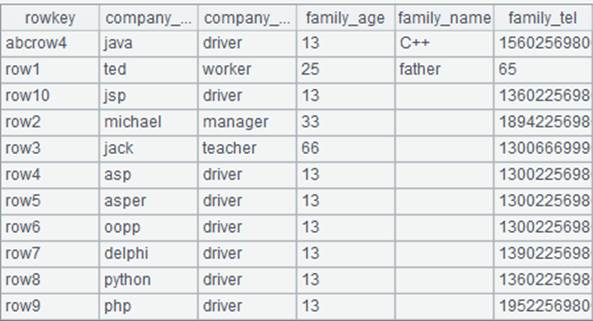 rowkey company_... company_... family_age family_name family_tel
abcrow4 java driver 13 C++1560256980
row1 ted worker 25 father 65
row10 jsp driver 13 1360225698
row2 michael manager 33 1894225698
row3 jack teacher 66 1300666999
row4 asp driver 13 1300225698
row5 asper driver 13 1300225698
row6 oopp driver 13 1300225698
row7 delphi driver 13 1390225698
row8 python driver 13 1360225698
row9 php driver 13 1952256980